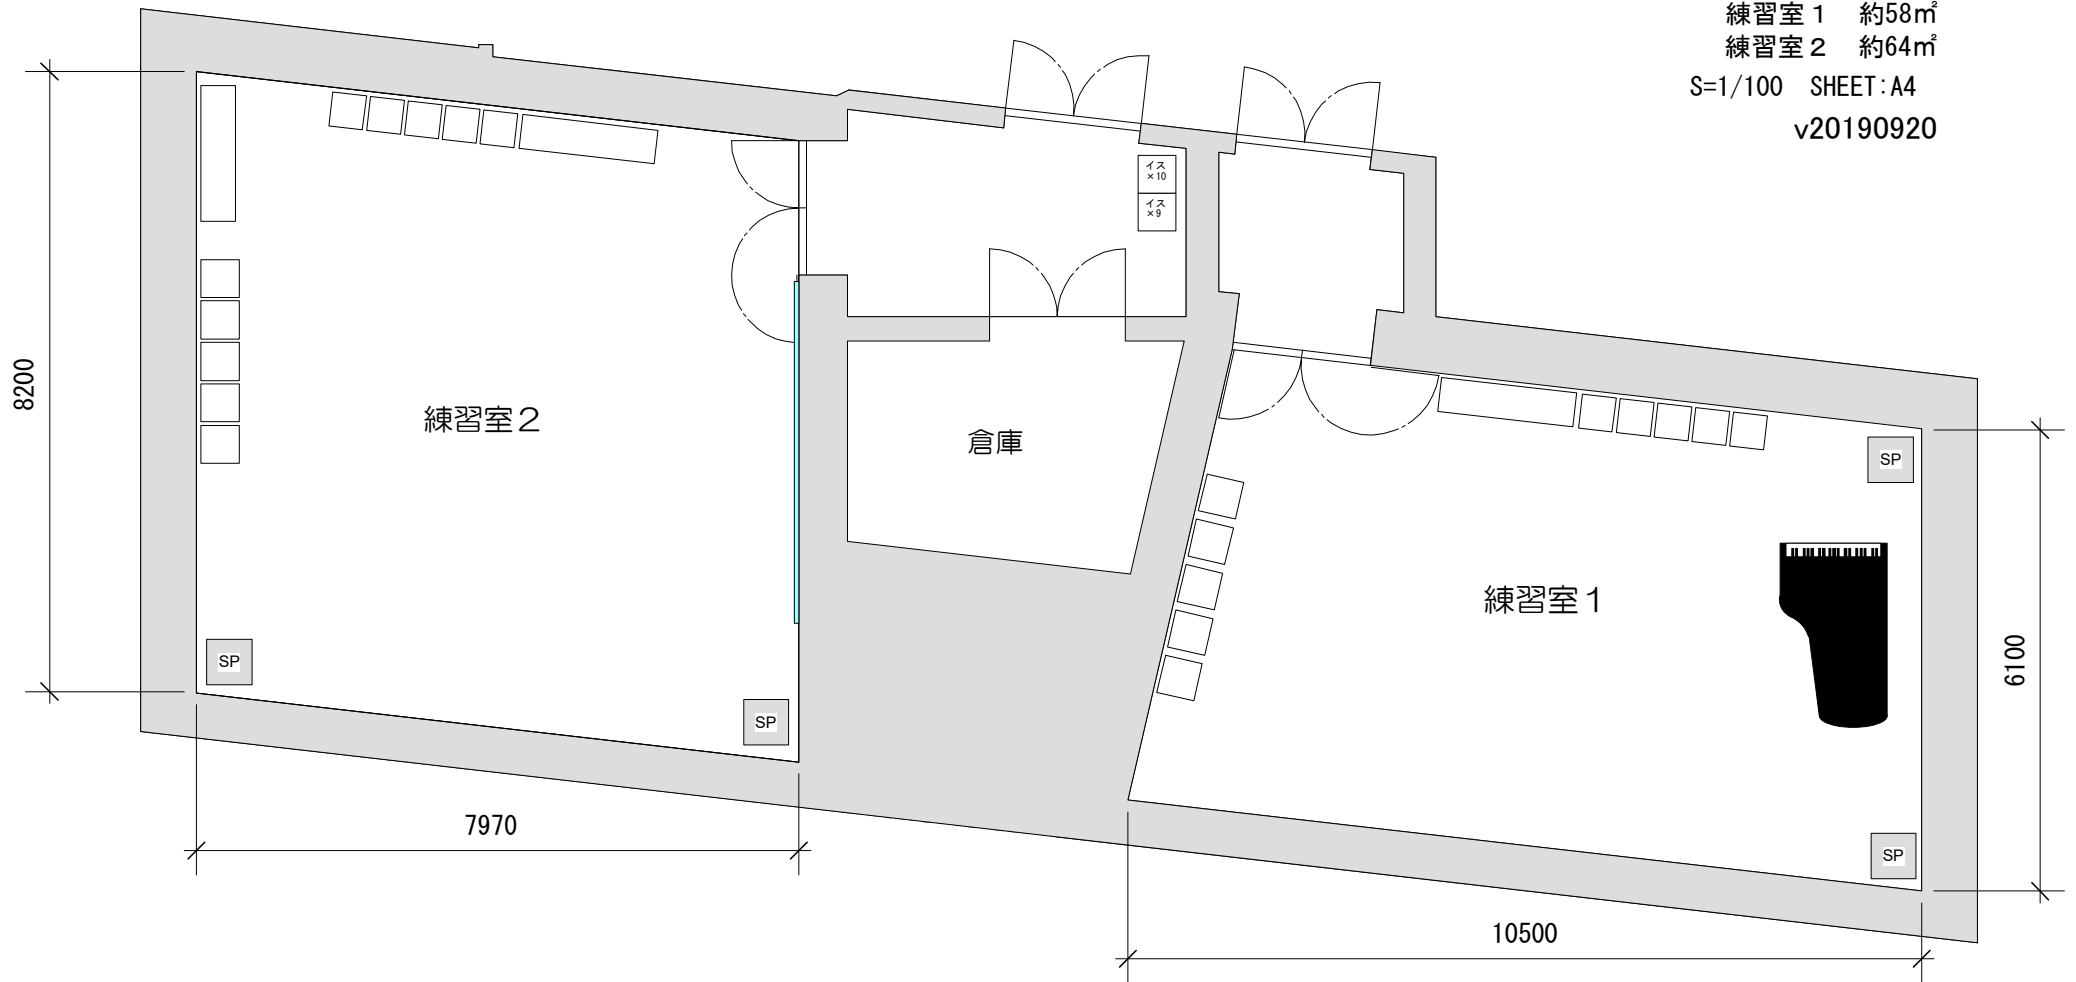 練習室１　約58㎡
練習室２　約64㎡
S=1/100　SHEET:A4
v20190920
イス
×10
イス
×9
8200
練習室２
倉庫
SP
練習室１
6100
SP
SP
7970
SP
10500